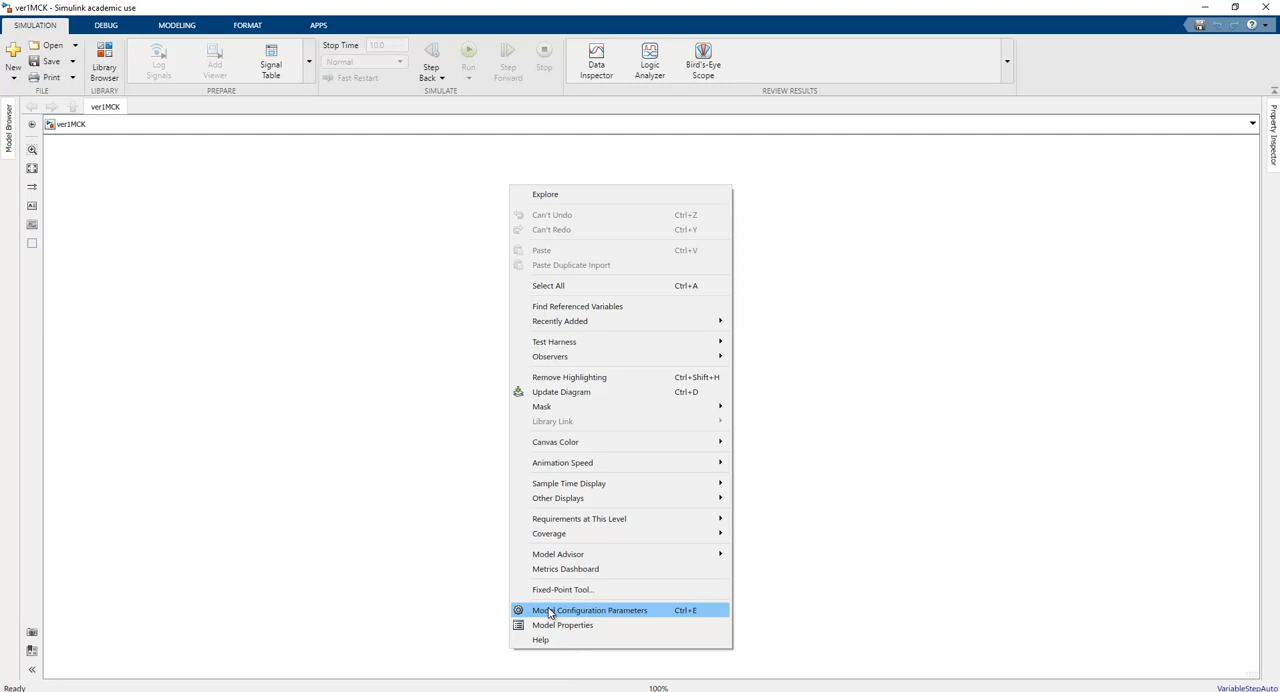 ver1MCK - Simulink academic use
SIMULATION DEBUG MODELING FORMAT APPS
New
Open
Save
Print
FILE
Library Browser
LIBRARY
Log Signals
Add Viewer
Signal Table
PREPARE
Stop Time 10.0
Normal
Fast Restart
Step Back
Run
Step Forward
Stop
SIMULATE
Data Inspector
Logic Analyzer
Bird's-Eye Scope
REVIEW RESULTS
Model Browser
ver1MCK
ver1MCK
Property Inspector
Explore
Can't Undo Ctrl+Z
Can't Redo Ctrl+Y
Paste Ctrl+V
Paste Duplicate Inport
Select All Ctrl+A
Find Referenced Variables
Recently Added
Test Harness
Observers
Remove Highlighting Ctrl+Shift+H
Update Diagram Ctrl+D
Mask
Library Link
Canvas Color
Animation Speed
Sample Time Display
Other Displays
Requirements at This Level
Coverage
Model Advisor
Metrics Dashboard
Fixed-Point Tool...
Model Configuration Parameters Ctrl+E
Model Properties
Help
Ready 100% VariableStepAuto